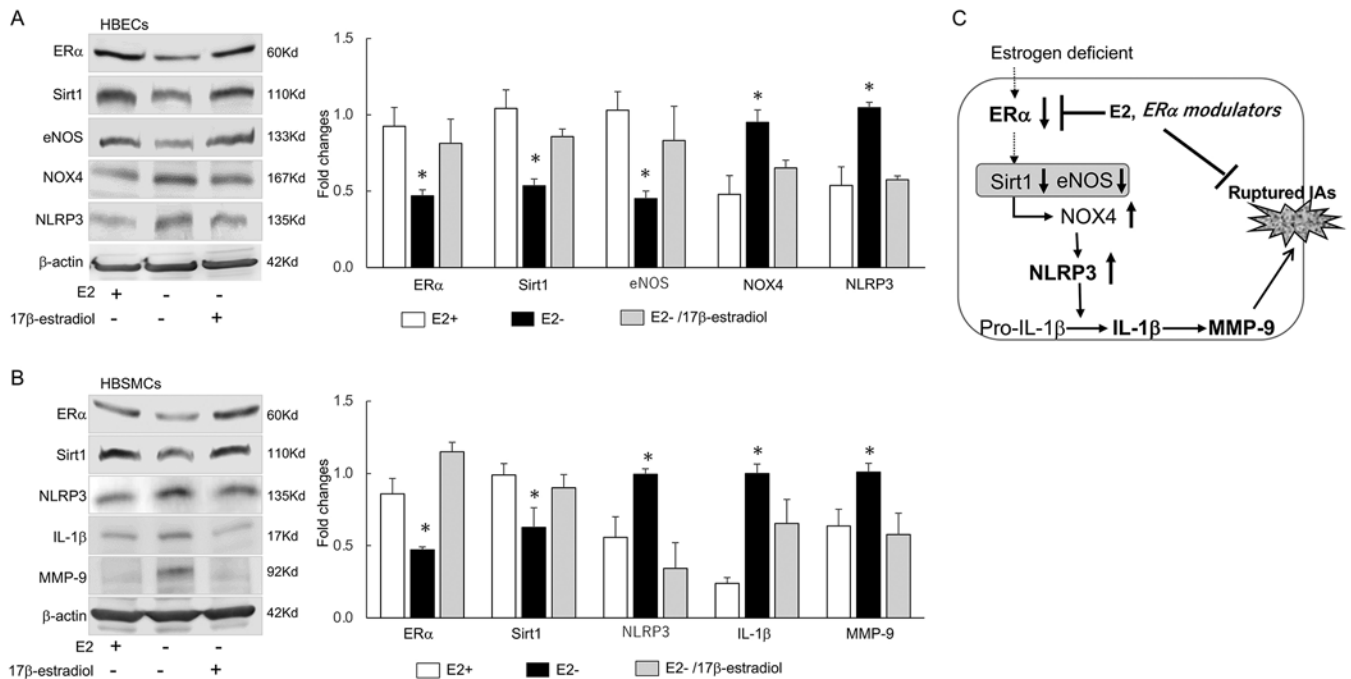 A
HBECs
ERα 60Kd
Sirt1 110Kd
eNOS 133Kd
NOX4 167Kd
NLRP3 135Kd
β-actin 42Kd
E2 + - -
17β-estradiol - - +
Fold changes
1.5
1.0
0.5
0.0
* * * * *
ERα Sirt1 eNOS NOX4 NLRP3
E2+ E2- E2- /17β-estradiol
B
HBSMCs
ERα 60Kd
Sirt1 110Kd
NLRP3 135Kd
IL-1β 17Kd
MMP-9 92Kd
β-actin 42Kd
E2 + - -
17β-estradiol - - +
Fold changes
1.5
1.0
0.5
0.0
* * * * *
ERα Sirt1 NLRP3 IL-1β MMP-9
E2+ E2- E2- /17β-estradiol
C
Estrogen deficient
ERα E2, ERα modulators
Sirt1 eNOS
Ruptured IAs
NOX4
NLRP3
Pro-IL-1β IL-1β MMP-9